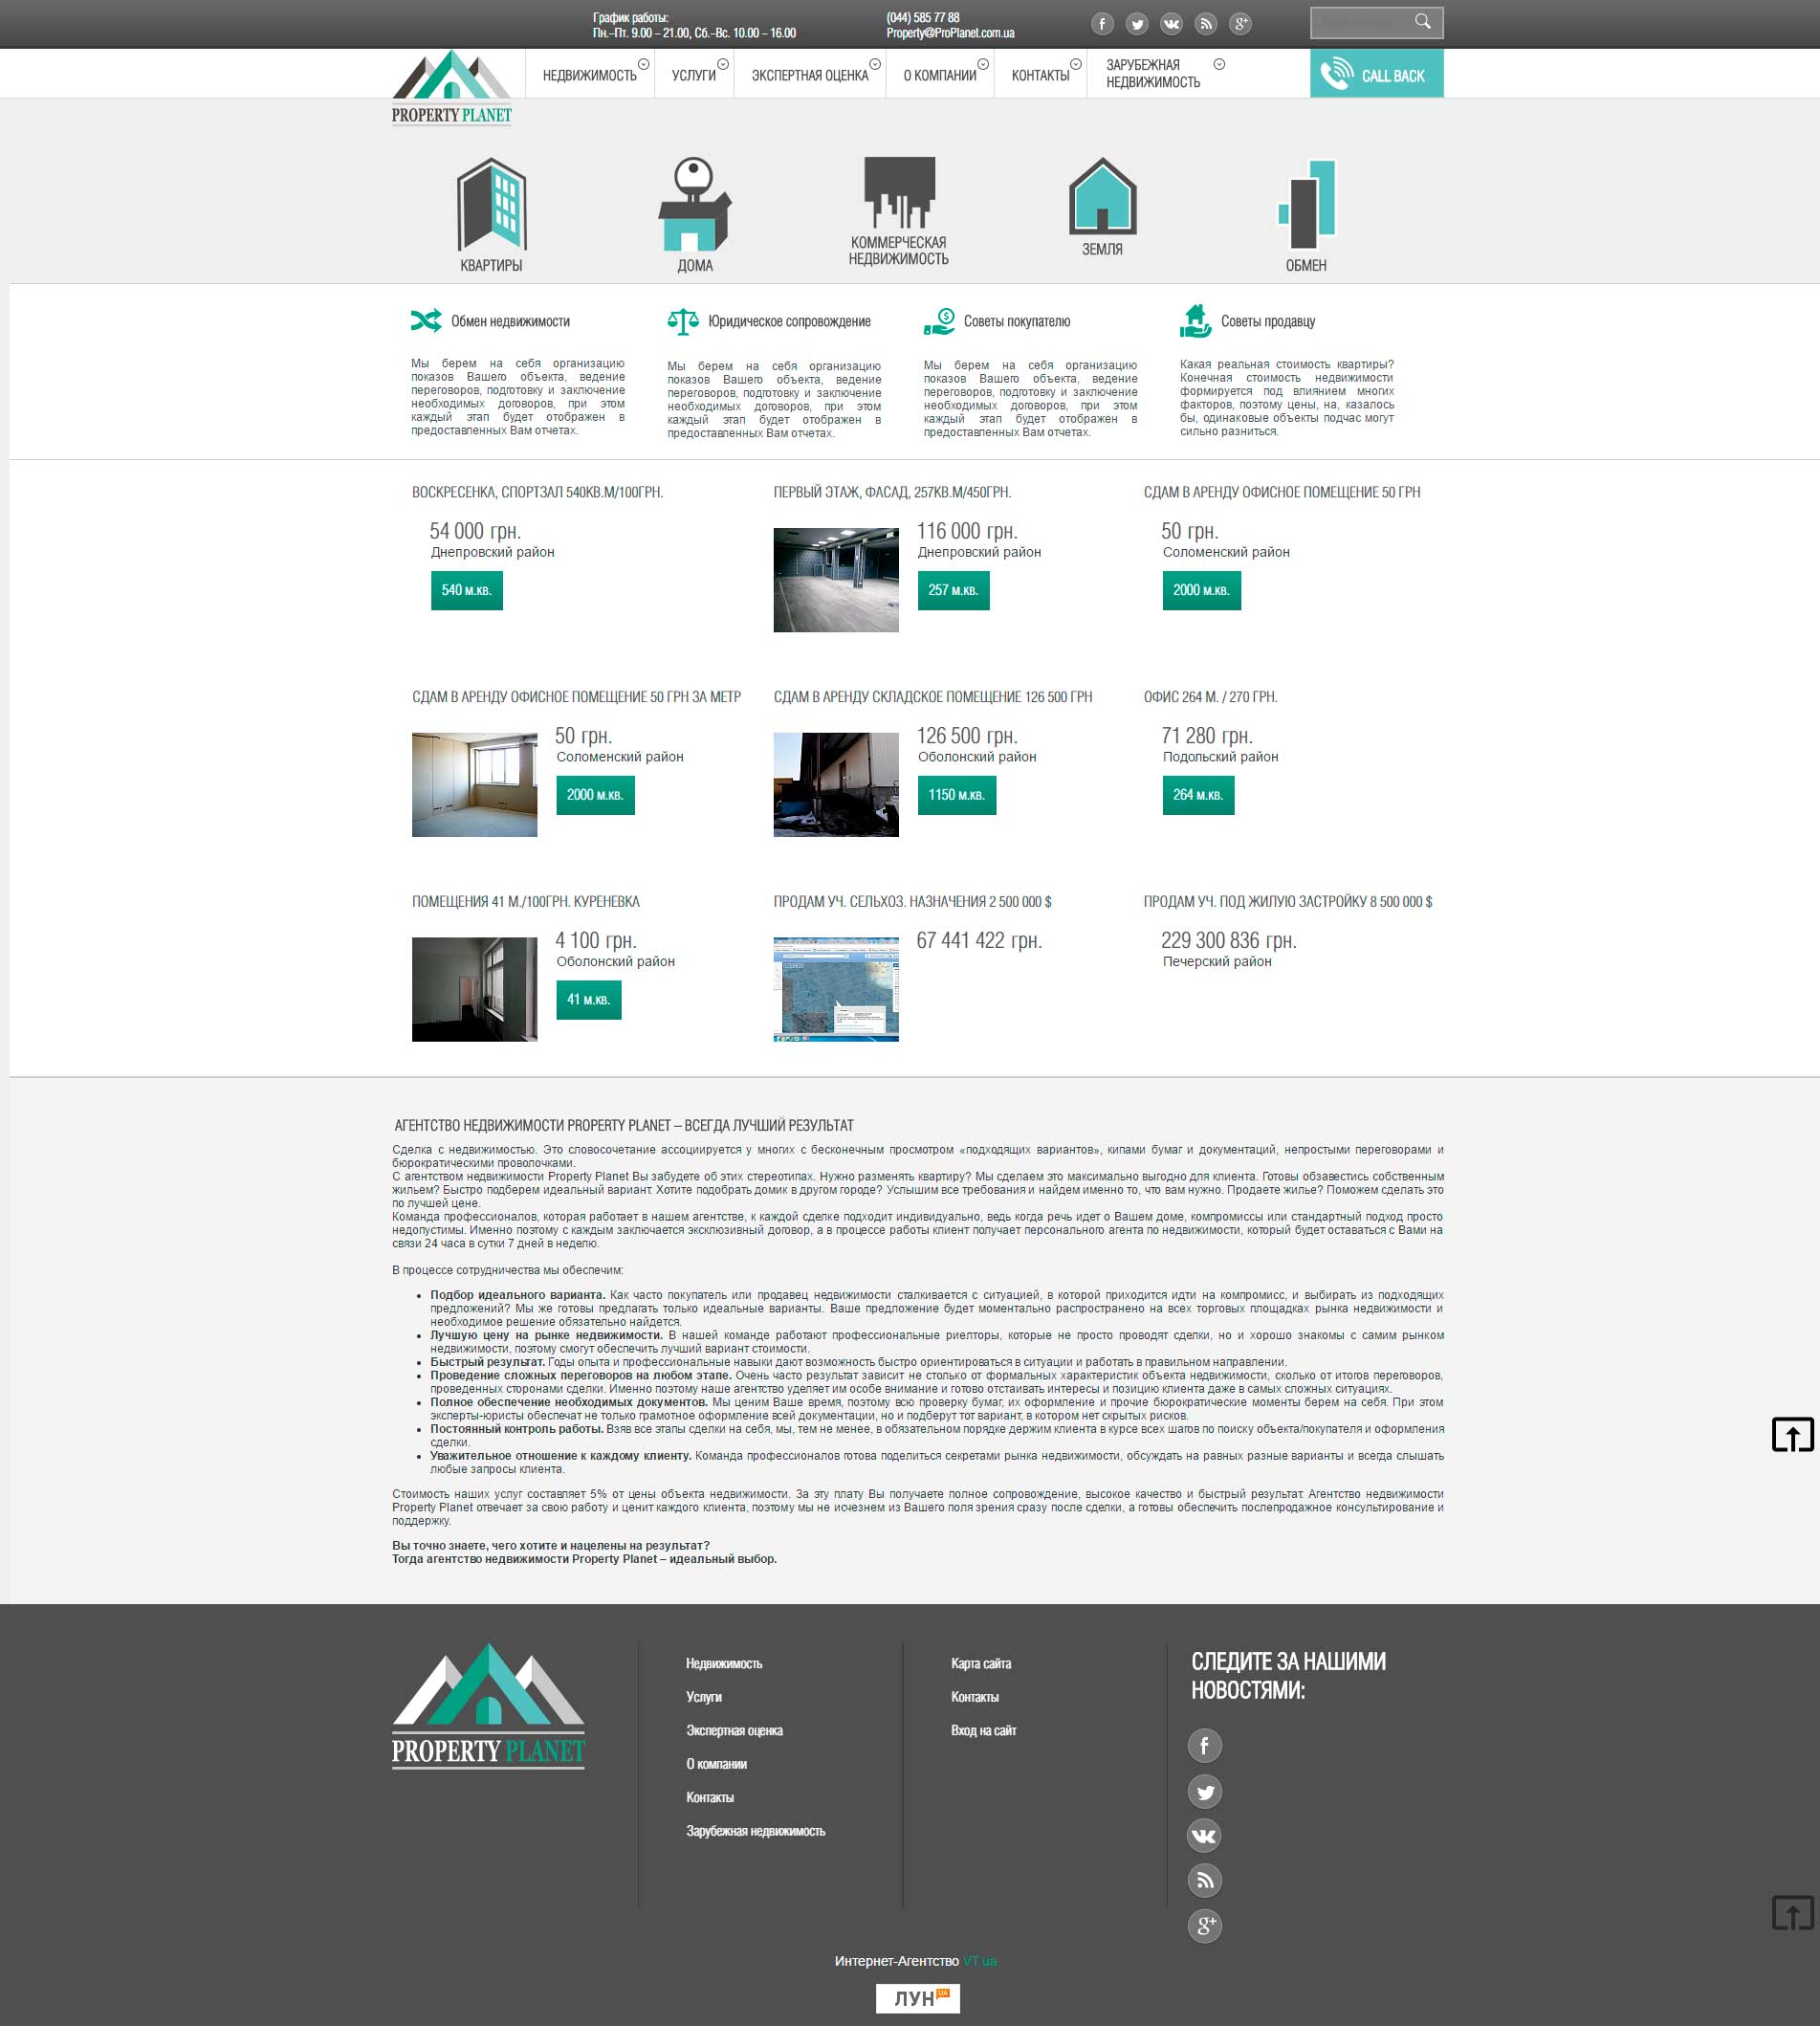 График работы:
Пн.–Пт. 9.00 – 21.00, Сб.–Вс. 10.00 – 16.00
(044) 585 77 88
Property@ProPlanet.com.ua
НЕДВИЖИМОСТЬ
УСЛУГИ
ЭКСПЕРТНАЯ ОЦЕНКА
О КОМПАНИИ
КОНТАКТЫ
ЗАРУБЕЖНАЯ
НЕДВИЖИМОСТЬ
CALL BACK
PROPERTY PLANET
КВАРТИРЫ
ДОМА
КОММЕРЧЕСКАЯ
НЕДВИЖИМОСТЬ
ЗЕМЛЯ
ОБМЕН
Обмен недвижимости
Мы берем на себя организацию
показов Вашего объекта, ведение
переговоров, подготовку и заключение
необходимых договоров, при этом
каждый этап будет отображен в
предоставленных Вам отчетах.
Юридическое сопровождение
Мы берем на себя организацию
показов Вашего объекта, ведение
переговоров, подготовку и заключение
необходимых договоров, при этом
каждый этап будет отображен в
предоставленных Вам отчетах.
Советы покупателю
Мы берем на себя организацию
показов Вашего объекта, ведение
переговоров, подготовку и заключение
необходимых договоров, при этом
каждый этап будет отображен в
предоставленных Вам отчетах.
Советы продавцу
Какая реальная стоимость квартиры?
Конечная стоимость недвижимости
формируется под влиянием многих
факторов, поэтому цены, на, казалось
бы, одинаковые объекты подчас могут
сильно разниться.
ВОСКРЕСЕНКА, СПОРТЗАЛ 540КВ.М/100ГРН.
54 000 грн.
Днепровский район
540 м.кв.
ПЕРВЫЙ ЭТАЖ, ФАСАД, 257КВ.М/450ГРН.
116 000 грн.
Днепровский район
257 м.кв.
СДАМ В АРЕНДУ ОФИСНОЕ ПОМЕЩЕНИЕ 50 ГРН
50 грн.
Соломенский район
2000 м.кв.
СДАМ В АРЕНДУ ОФИСНОЕ ПОМЕЩЕНИЕ 50 ГРН ЗА МЕТР
50 грн.
Соломенский район
2000 м.кв.
СДАМ В АРЕНДУ СКЛАДСКОЕ ПОМЕЩЕНИЕ 126 500 ГРН
126 500 грн.
Оболонский район
1150 м.кв.
ОФИС 264 М. / 270 ГРН.
71 280 грн.
Подольский район
264 м.кв.
ПОМЕЩЕНИЯ 41 М./100ГРН. КУРЕНЕВКА
4 100 грн.
Оболонский район
41 м.кв.
ПРОДАМ УЧ. СЕЛЬХОЗ. НАЗНАЧЕНИЯ 2 500 000 $
67 441 422 грн.
ПРОДАМ УЧ. ПОД ЖИЛУЮ ЗАСТРОЙКУ 8 500 000 $
229 300 836 грн.
Печерский район
АГЕНТСТВО НЕДВИЖИМОСТИ PROPERTY PLANET – ВСЕГДА ЛУЧШИЙ РЕЗУЛЬТАТ
Сделка с недвижимостью. Это словосочетание ассоциируется у многих с бесконечным просмотром «подходящих вариантов», кипами бумаг и документаций, непростыми переговорами и
бюрократическими проволочками.
С агентством недвижимости Property Planet Вы забудете об этих стереотипах. Нужно разменять квартиру? Мы сделаем это максимально выгодно для клиента. Готовы обзавестись собственным
жильем? Быстро подберем идеальный вариант. Хотите подобрать домик в другом городе? Услышим все требования и найдем именно то, что вам нужно. Продаете жилье? Поможем сделать это
по лучшей цене.
Команда профессионалов, которая работает в нашем агентстве, к каждой сделке подходит индивидуально, ведь когда речь идет о Вашем доме, компромиссы или стандартный подход просто
недопустимы. Именно поэтому с каждым заключается эксклюзивный договор, а в процессе работы клиент получает персонального агента по недвижимости, который будет оставаться с Вами на
связи 24 часа в сутки 7 дней в неделю.
В процессе сотрудничества мы обеспечим:
• Подбор идеального варианта. Как часто покупатель или продавец недвижимости сталкивается с ситуацией, в которой приходится идти на компромисс, и выбирать из подходящих
предложений? Мы же готовы предлагать только идеальные варианты. Ваше предложение будет моментально распространено на всех торговых площадках рынка недвижимости и
необходимое решение обязательно найдется.
• Лучшую цену на рынке недвижимости. В нашей команде работают профессиональные риелторы, которые не просто проводят сделки, но и хорошо знакомы с самим рынком
недвижимости, поэтому смогут обеспечить лучший вариант стоимости.
• Быстрый результат. Годы опыта и профессиональные навыки дают возможность быстро ориентироваться в ситуации и работать в правильном направлении.
• Проведение сложных переговоров на любом этапе. Очень часто результат зависит не столько от формальных характеристик объекта недвижимости, сколько от итогов переговоров,
проведенных сторонами сделки. Именно поэтому наше агентство уделяет им особе внимание и готово отстаивать интересы и позицию клиента даже в самых сложных ситуациях.
• Полное обеспечение необходимых документов. Мы ценим Ваше время, поэтому всю проверку бумаг, их оформление и прочие бюрократические моменты берем на себя. При этом
эксперты-юристы обеспечат не только грамотное оформление всей документации, но и подберут тот вариант, в котором нет скрытых рисков.
• Постоянный контроль работы. Взяв все этапы сделки на себя, мы, тем не менее, в обязательном порядке держим клиента в курсе всех шагов по поиску объекта/покупателя и оформления
сделки.
• Уважительное отношение к каждому клиенту. Команда профессионалов готова поделиться секретами рынка недвижимости, обсуждать на равных разные варианты и всегда слышать
любые запросы клиента.
Стоимость наших услуг составляет 5% от цены объекта недвижимости. За эту плату Вы получаете полное сопровождение, высокое качество и быстрый результат. Агентство недвижимости
Property Planet отвечает за свою работу и ценит каждого клиента, поэтому мы не исчезнем из Вашего поля зрения сразу после сделки, а готовы обеспечить послепродажное консультирование и
поддержку.
Вы точно знаете, чего хотите и нацелены на результат?
Тогда агентство недвижимости Property Planet – идеальный выбор.
PROPERTY PLANET
Недвижимость
Услуги
Экспертная оценка
О компании
Контакты
Зарубежная недвижимость
Карта сайта
Контакты
Вход на сайт
СЛЕДИТЕ ЗА НАШИМИ
НОВОСТЯМИ:
Интернет-Агентство VT ua
ЛУН UA